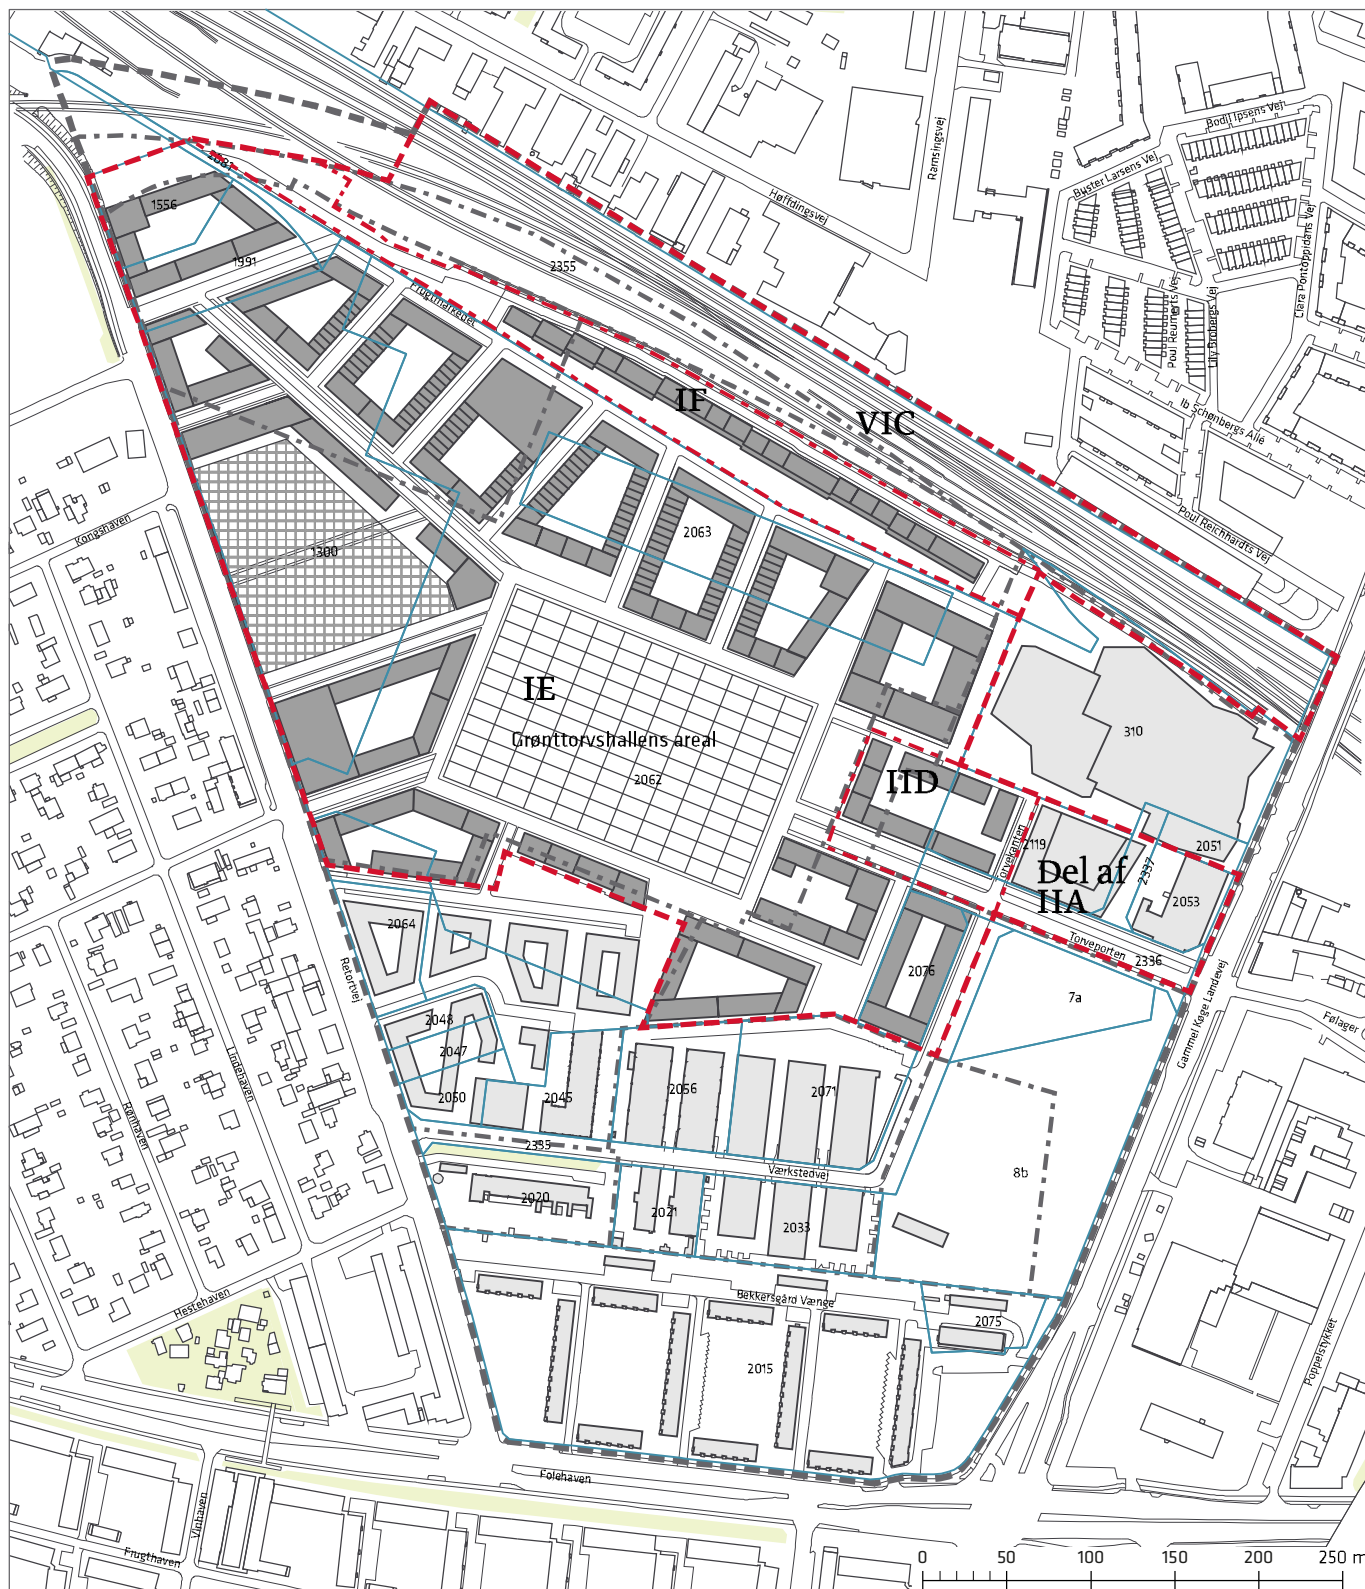 Bodil Ipsens Vej
Rarnsingsvej
Buster Larsens Vej
2081
Høffdingsvej
1556
Clara Pontoppidans Vej
1991
2355
Frugtmarkedet
Poul Reumerts Vej
Lily Brobergs Vej
IF
VIC
Ib Schønbergs Allé
Kongshaven
Poul Reichhardts Vej
1300
2063
IE
Grønttorvshallens areal
310
2062
IID
Torvekanten
2119
2051
2337
Del af
IIA
2053
2064
Torveporten
2336
2076
Retortvej
7a
Gammel Køge Landevej
2048
Følager
2047
Lindehaven
2056
2071
2050
2045
Rønhaven
2335
Værkstedvej
8b
2020
2021
2033
Hestehaven
Bekkersgård Vænge
2075
2015
Poppelstykket
Folehaven
Vinhaven
Frugthaven
0 50 100 150 200 250 m